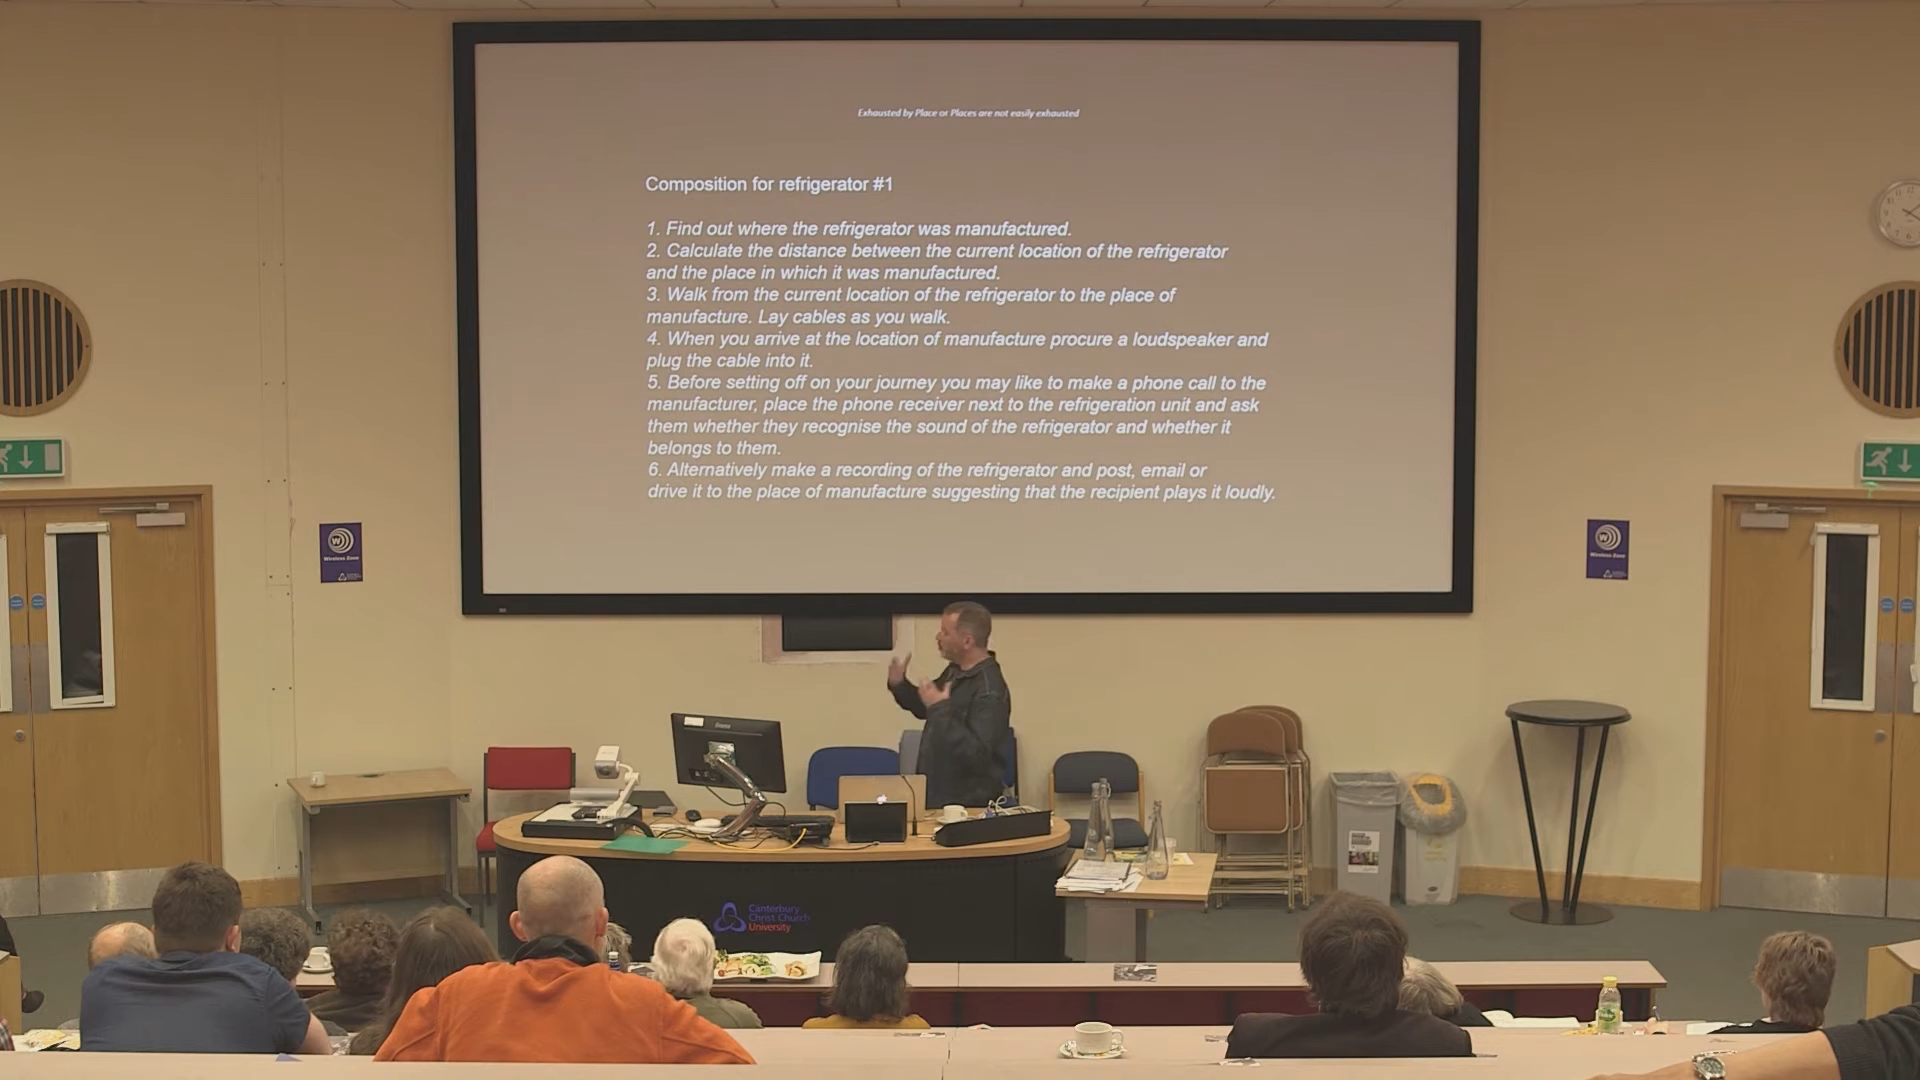 Exhausted by Place or Places are not easily exhausted
Composition for refrigerator #1
1. Find out where the refrigerator was manufactured.
2. Calculate the distance between the current location of the refrigerator
and the place in which it was manufactured.
3. Walk from the current location of the refrigerator to the place of
manufacture. Lay cables as you walk.
4. When you arrive at the location of manufacture procure a loudspeaker and
plug the cable into it.
5. Before setting off on your journey you may like to make a phone call to the
manufacturer, place the phone receiver next to the refrigeration unit and ask
them whether they recognise the sound of the refrigerator and whether it
belongs to them.
6. Alternatively make a recording of the refrigerator and post, email or
drive it to the place of manufacture suggesting that the recipient plays it loudly.
W
Wireless Zone
W
Wireless Zone
Canterbury
Christ Church
University